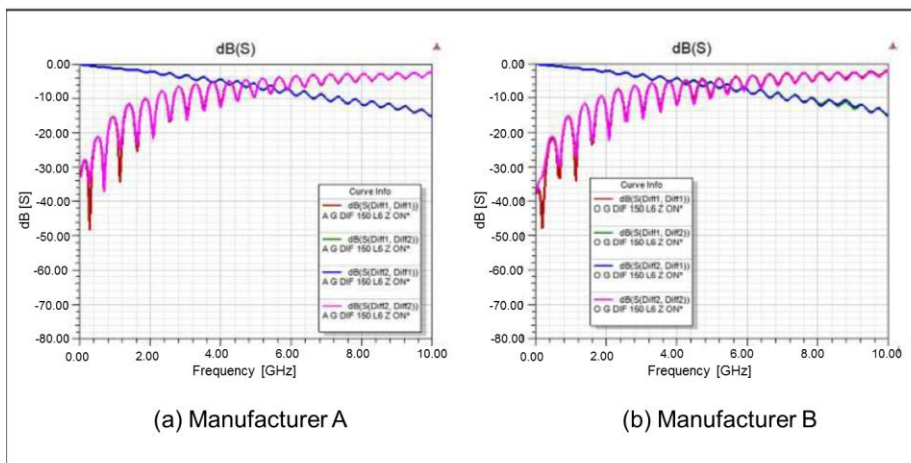 dB(S)
0.00
-10.00
-20.00
-30.00
-40.00
-50.00
-60.00
-70.00
-80.00
dB [S]
Curve Info
dB(S(Diff1, Diff1))
A G DIF 150 L6 Z ON*
dB(S(Diff1, Diff2))
A G DIF 150 L6 Z ON*
dB(S(Diff2, Diff1))
A G DIF 150 L6 Z ON*
dB(S(Diff2, Diff2))
A G DIF 150 L6 Z ON*
0.00 2.00 4.00 6.00 8.00 10.00
Frequency [GHz]
(a) Manufacturer A
dB(S)
0.00
-10.00
-20.00
-30.00
-40.00
-50.00
-60.00
-70.00
-80.00
dB [S]
Curve Info
dB(S(Diff1, Diff1))
O G DIF 150 L6 Z ON*
dB(S(Diff1, Diff2))
O G DIF 150 L6 Z ON*
dB(S(Diff2, Diff1))
O G DIF 150 L6 Z ON*
dB(S(Diff2, Diff2))
O G DIF 150 L6 Z ON*
0.00 2.00 4.00 6.00 8.00 10.00
Frequency [GHz]
(b) Manufacturer B